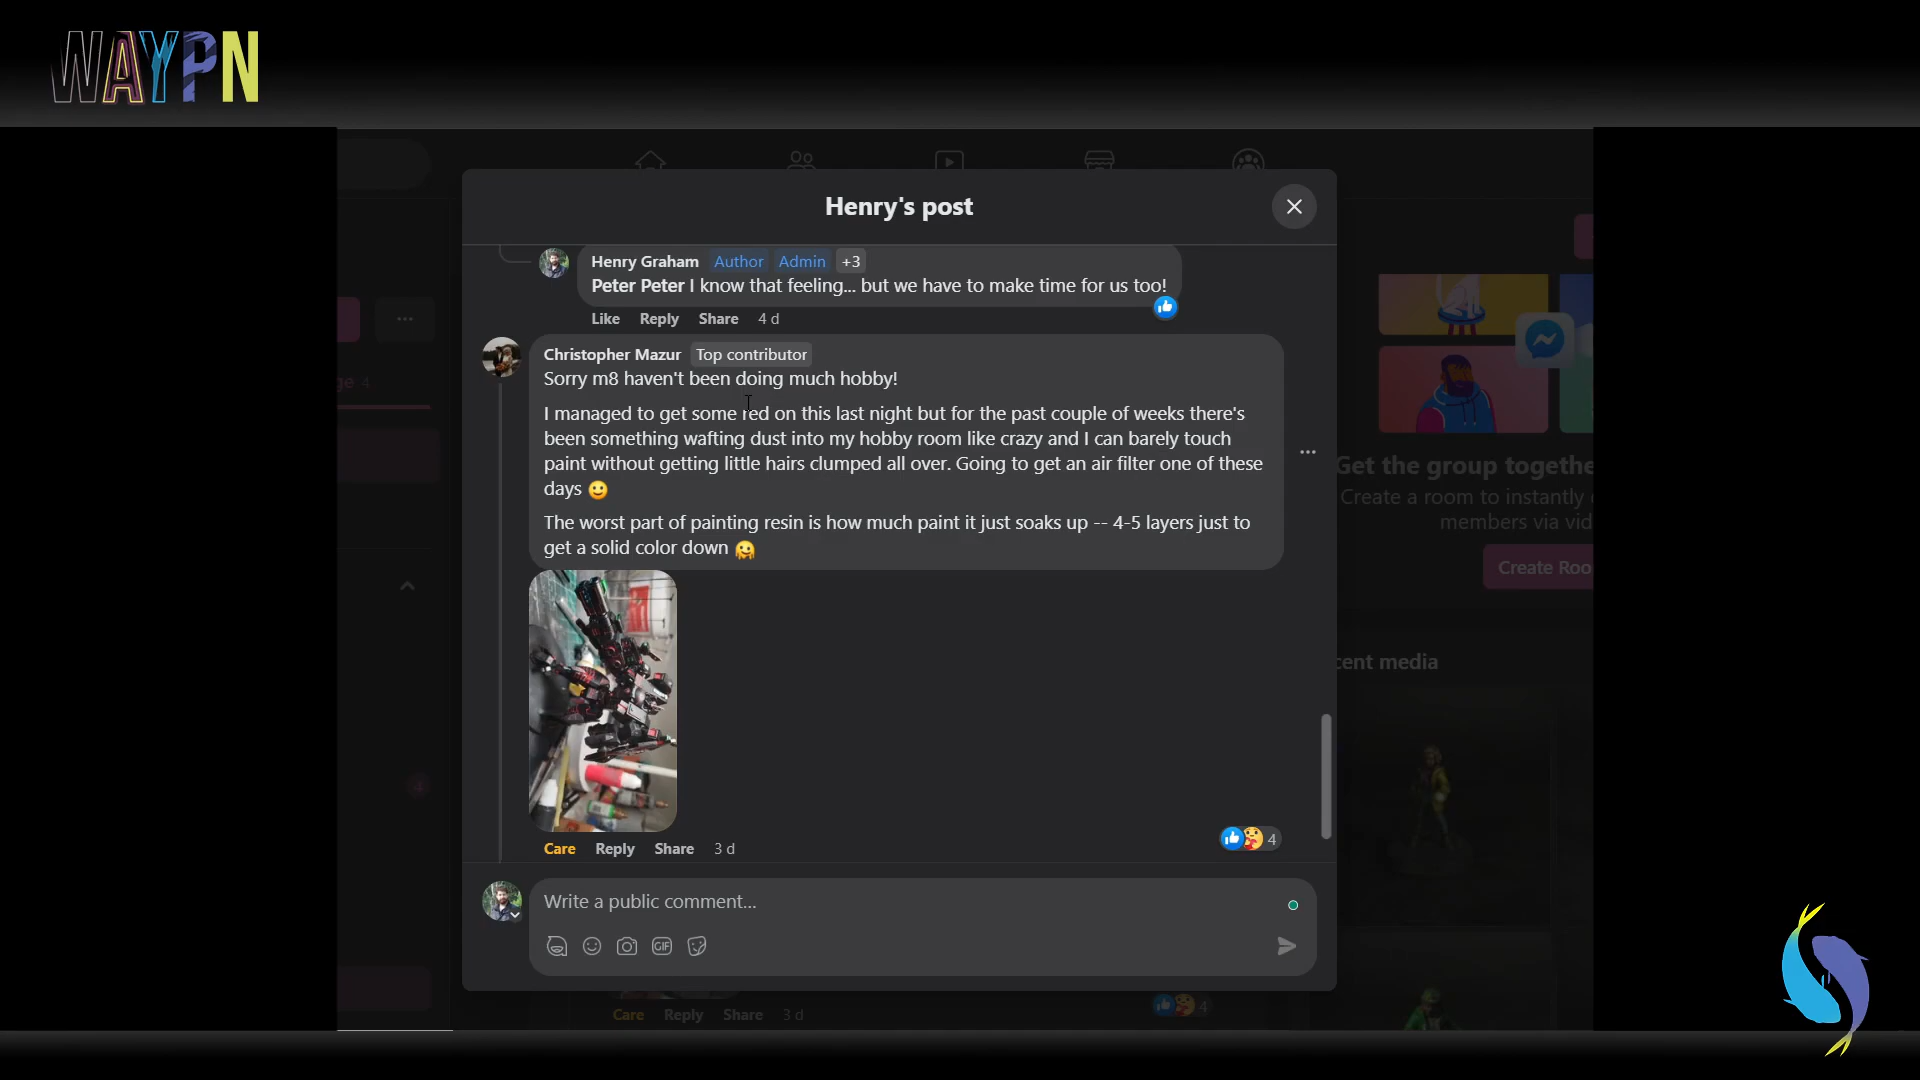 WAYPN
Henry's post
Henry Graham Author Admin +3
Peter Peter I know that feeling... but we have to make time for us too!
Like Reply Share 4 d
Christopher Mazur Top contributor
Sorry m8 haven't been doing much hobby!
I managed to get some red on this last night but for the past couple of weeks there's
been something wafting dust into my hobby room like crazy and I can barely touch
paint without getting little hairs clumped all over. Going to get an air filter one of these
days 🙂
The worst part of painting resin is how much paint it just soaks up -- 4-5 layers just to
get a solid color down 🤗
Care Reply Share 3 d
4
Write a public comment...
GIF
ge 4
4
Get the group togethe
Create a room to instantly
members via vid
Create Roo
cent media
Care Reply Share 3 d
4